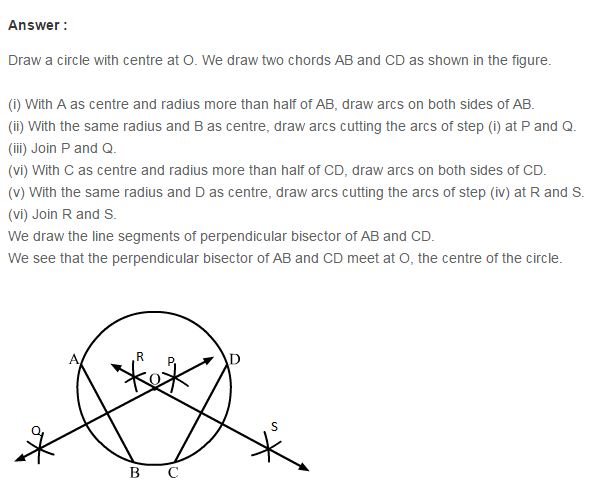 Answer :
Draw a circle with centre at O. We draw two chords AB and CD as shown in the figure.
(i) With A as centre and radius more than half of AB, draw arcs on both sides of AB.
(ii) With the same radius and B as centre, draw arcs cutting the arcs of step (i) at P and Q.
(iii) Join P and Q.
(vi) With C as centre and radius more than half of CD, draw arcs on both sides of CD.
(v) With the same radius and D as centre, draw arcs cutting the arcs of step (iv) at R and S.
(vi) Join R and S.
We draw the line segments of perpendicular bisector of AB and CD.
We see that the perpendicular bisector of AB and CD meet at O, the centre of the circle.
A R P D
O
Q S
B C